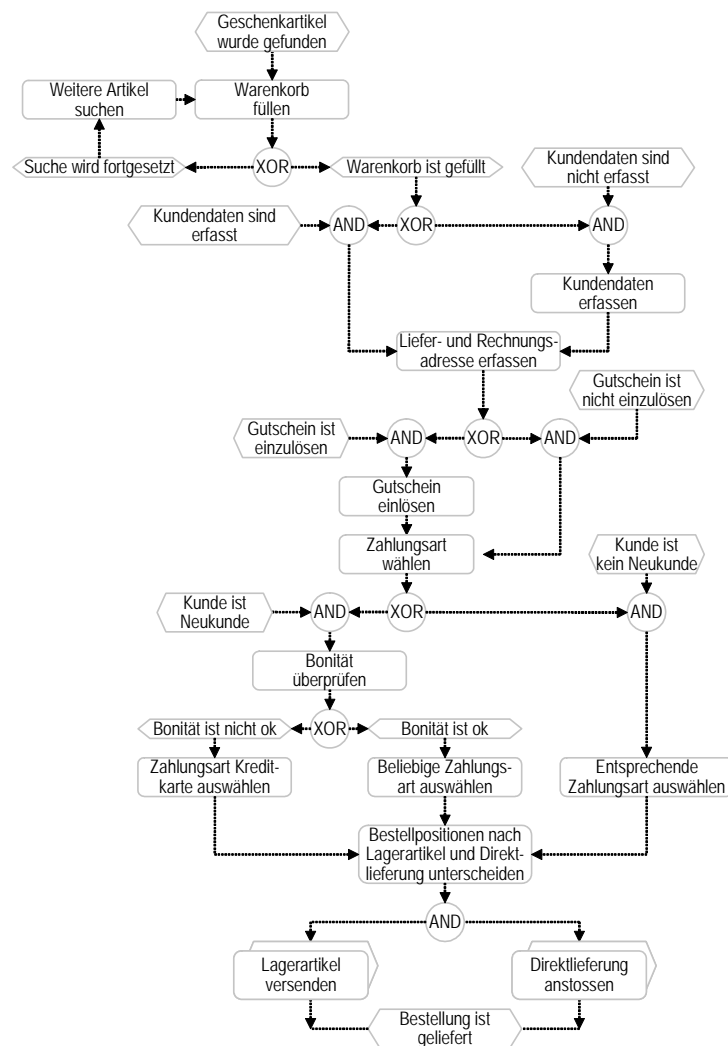 Geschenkartikel
wurde gefunden
Weitere Artikel
suchen
Warenkorb
füllen
Suche wird fortgesetzt
XOR
Warenkorb ist gefüllt
Kundendaten sind
nicht erfasst
Kundendaten sind
erfasst
AND
XOR
AND
Kundendaten
erfassen
Liefer- und Rechnungs-
adresse erfassen
Gutschein ist
nicht einzulösen
Gutschein ist
einzulösen
AND
XOR
AND
Gutschein
einlösen
Zahlungsart
wählen
Kunde ist
kein Neukunde
Kunde ist
Neukunde
AND
XOR
AND
Bonität
überprüfen
Bonität ist nicht ok
XOR
Bonität ist ok
Zahlungsart Kredit-
karte auswählen
Beliebige Zahlungs-
art auswählen
Entsprechende
Zahlungsart auswählen
Bestellpositionen nach
Lagerartikel und Direkt-
lieferung unterscheiden
AND
Lagerartikel
versenden
Direktlieferung
anstossen
Bestellung ist
geliefert